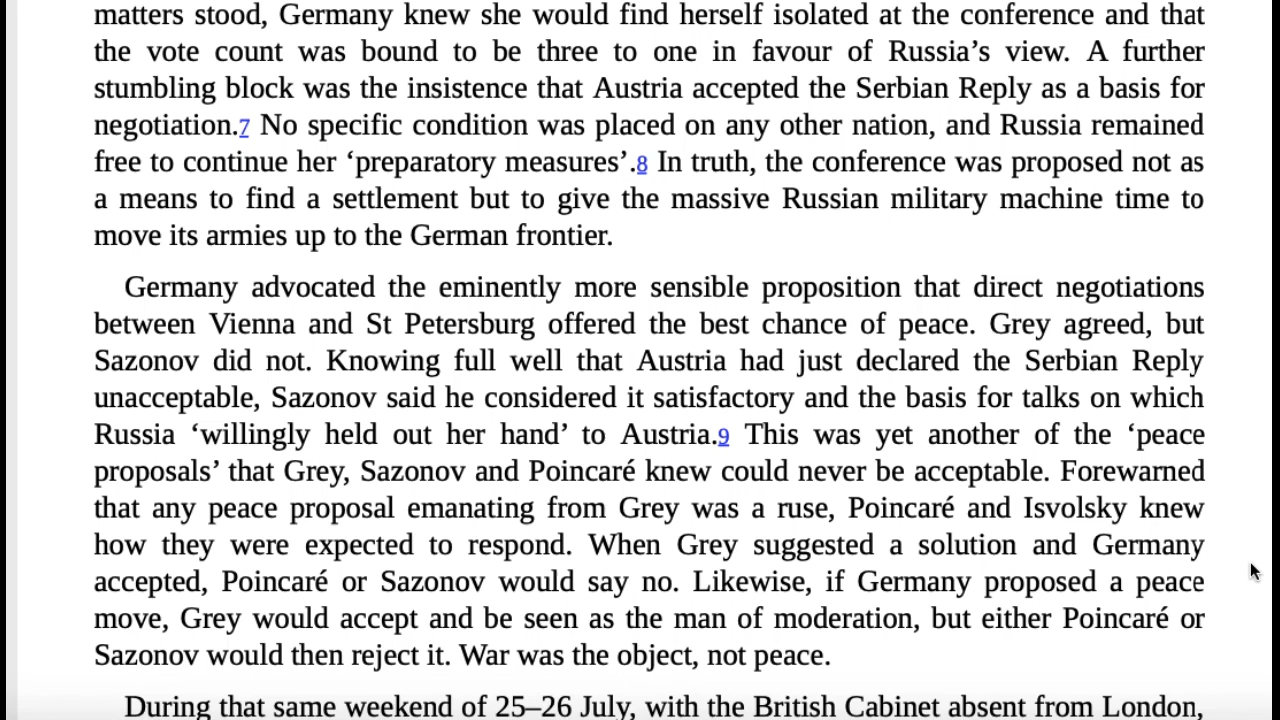 matters stood, Germany knew she would find herself isolated at the conference and that
the vote count was bound to be three to one in favour of Russia’s view. A further
stumbling block was the insistence that Austria accepted the Serbian Reply as a basis for
negotiation.7 No specific condition was placed on any other nation, and Russia remained
free to continue her ‘preparatory measures’.8 In truth, the conference was proposed not as
a means to find a settlement but to give the massive Russian military machine time to
move its armies up to the German frontier.
Germany advocated the eminently more sensible proposition that direct negotiations
between Vienna and St Petersburg offered the best chance of peace. Grey agreed, but
Sazonov did not. Knowing full well that Austria had just declared the Serbian Reply
unacceptable, Sazonov said he considered it satisfactory and the basis for talks on which
Russia ‘willingly held out her hand’ to Austria.9 This was yet another of the ‘peace
proposals’ that Grey, Sazonov and Poincaré knew could never be acceptable. Forewarned
that any peace proposal emanating from Grey was a ruse, Poincaré and Isvolsky knew
how they were expected to respond. When Grey suggested a solution and Germany
accepted, Poincaré or Sazonov would say no. Likewise, if Germany proposed a peace
move, Grey would accept and be seen as the man of moderation, but either Poincaré or
Sazonov would then reject it. War was the object, not peace.
During that same weekend of 25–26 July, with the British Cabinet absent from London,